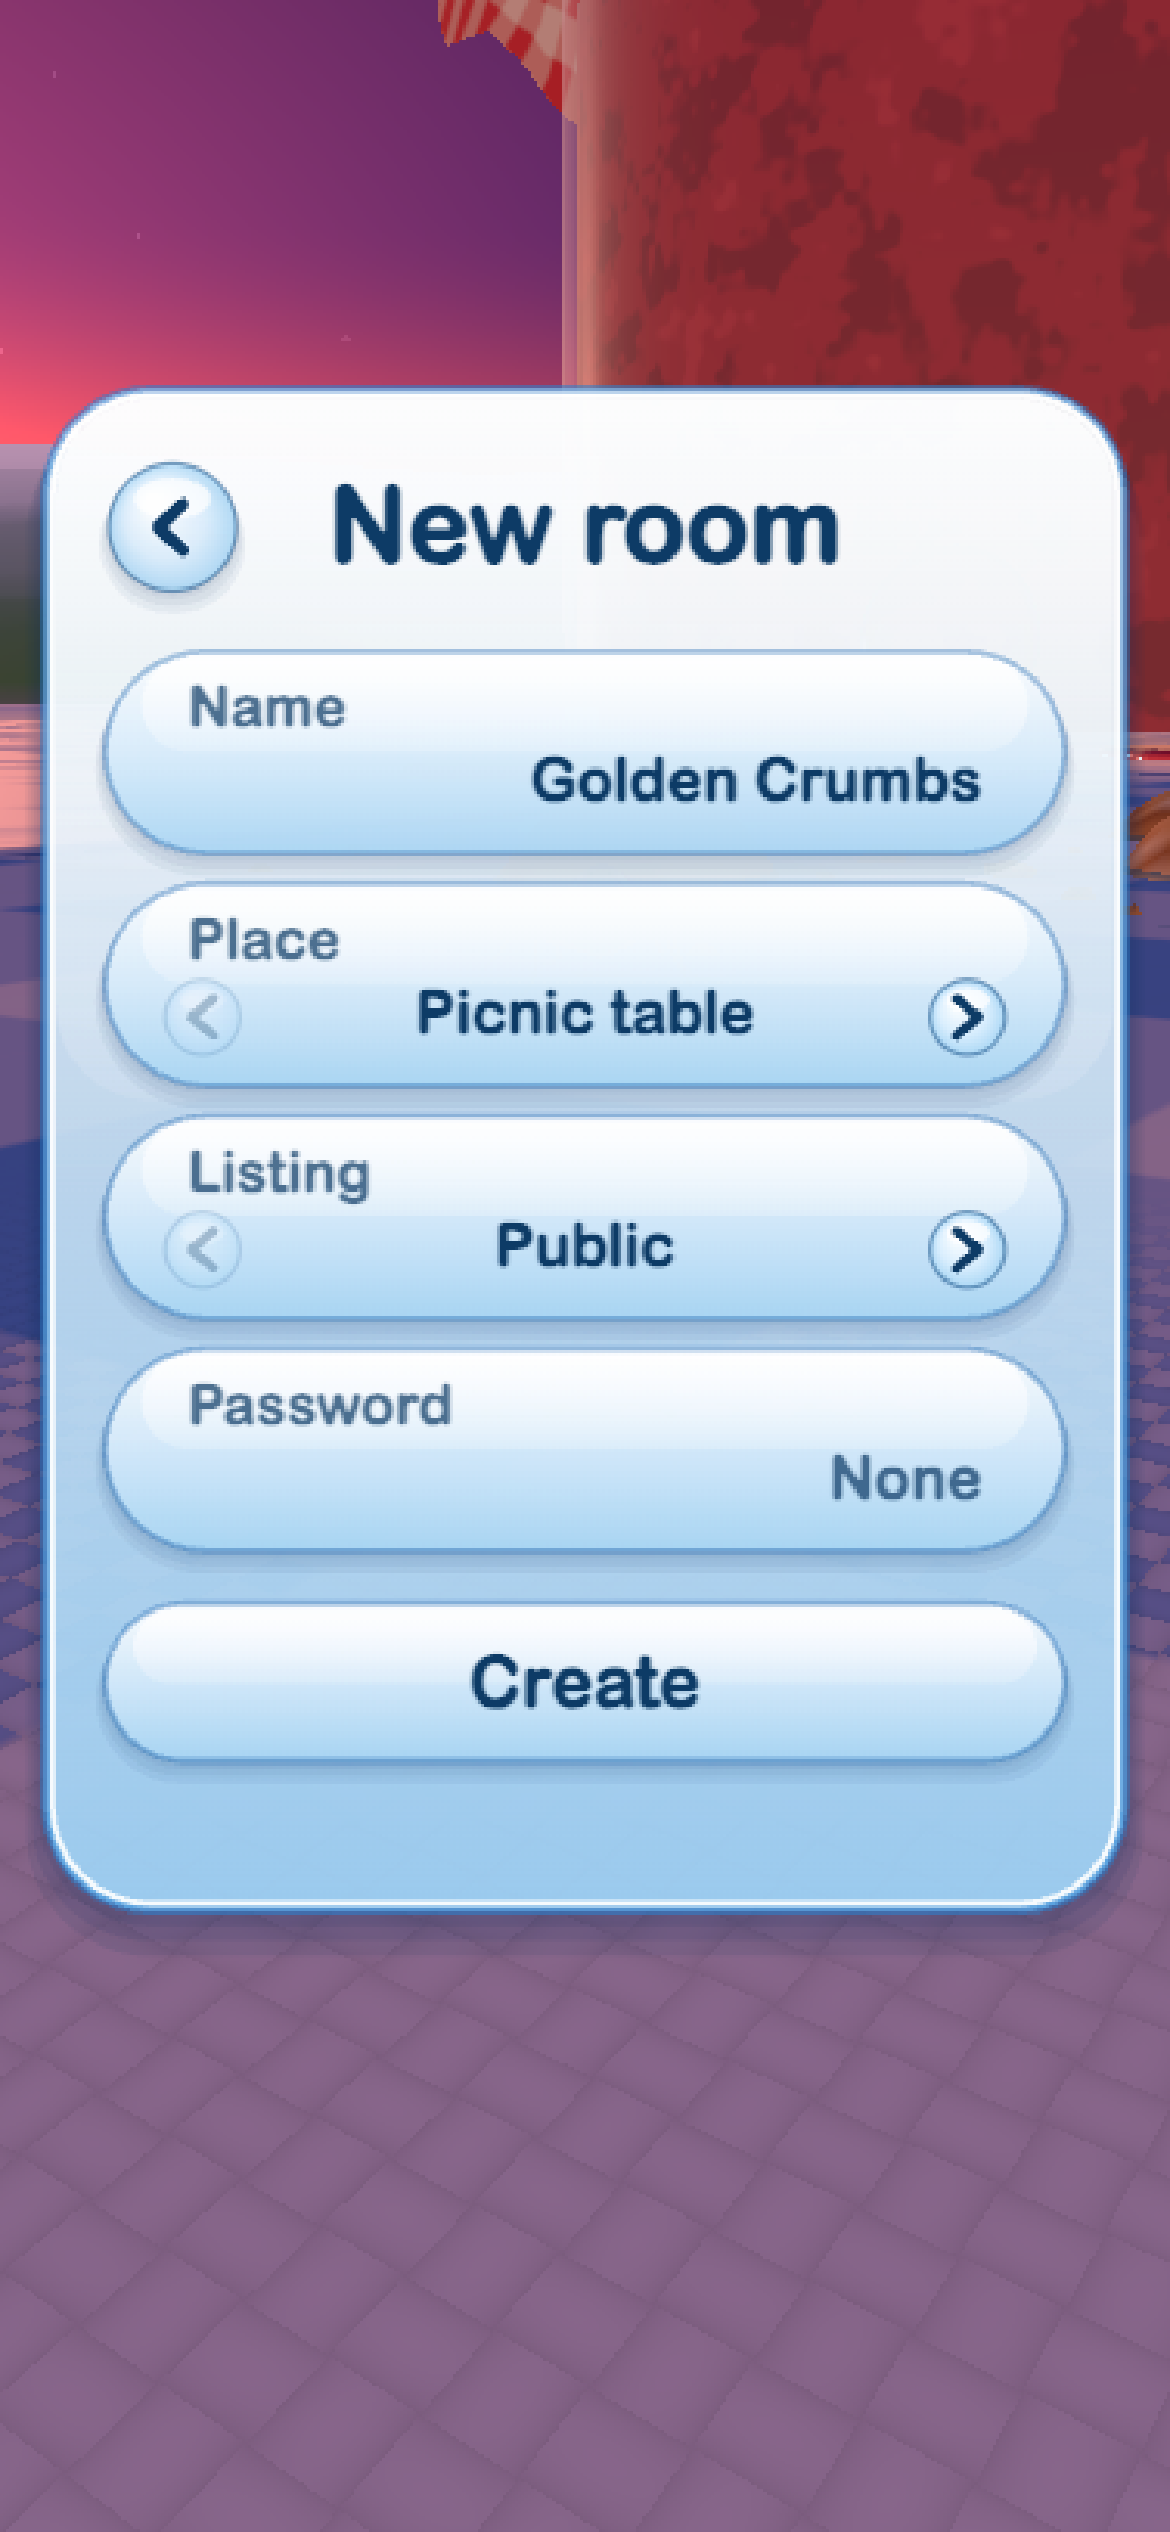 New room
Name
Golden Crumbs
Place
Picnic table
Listing
Public
Password
None
Create